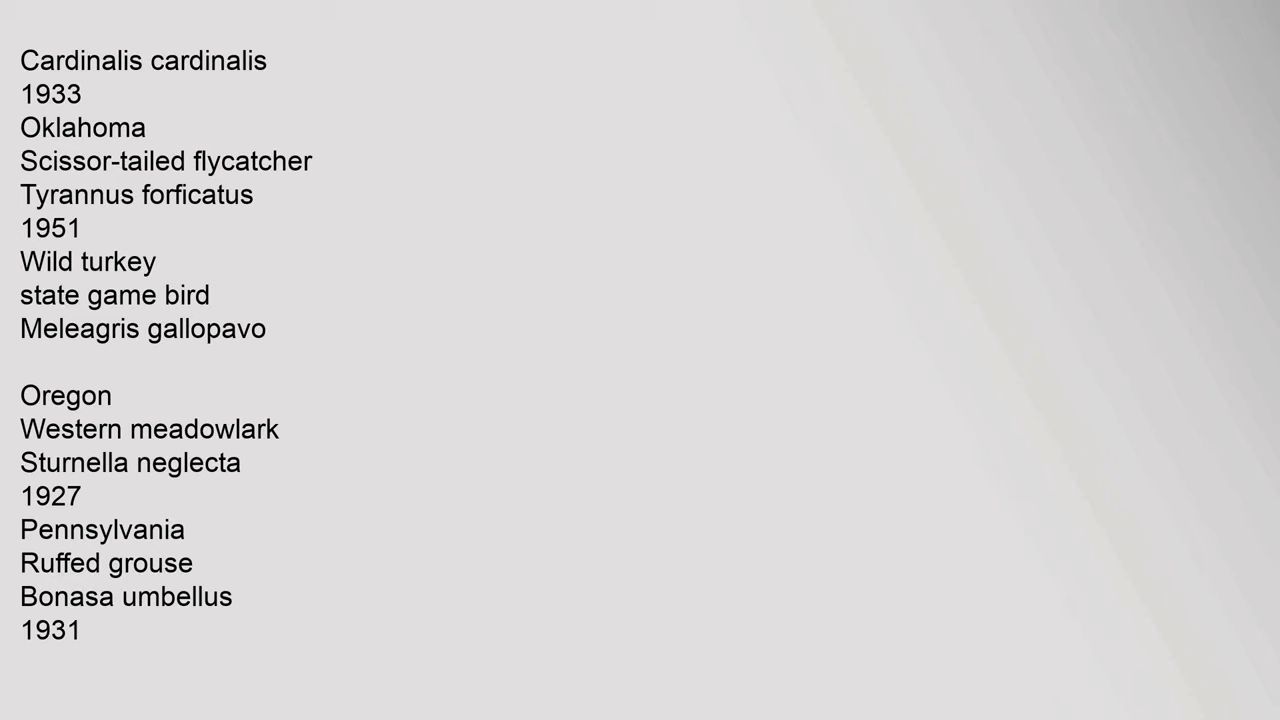 Cardinalis cardinalis
1933
Oklahoma
Scissor-tailed flycatcher
Tyrannus forficatus
1951
Wild turkey
state game bird
Meleagris gallopavo
Oregon
Western meadowlark
Sturnella neglecta
1927
Pennsylvania
Ruffed grouse
Bonasa umbellus
1931